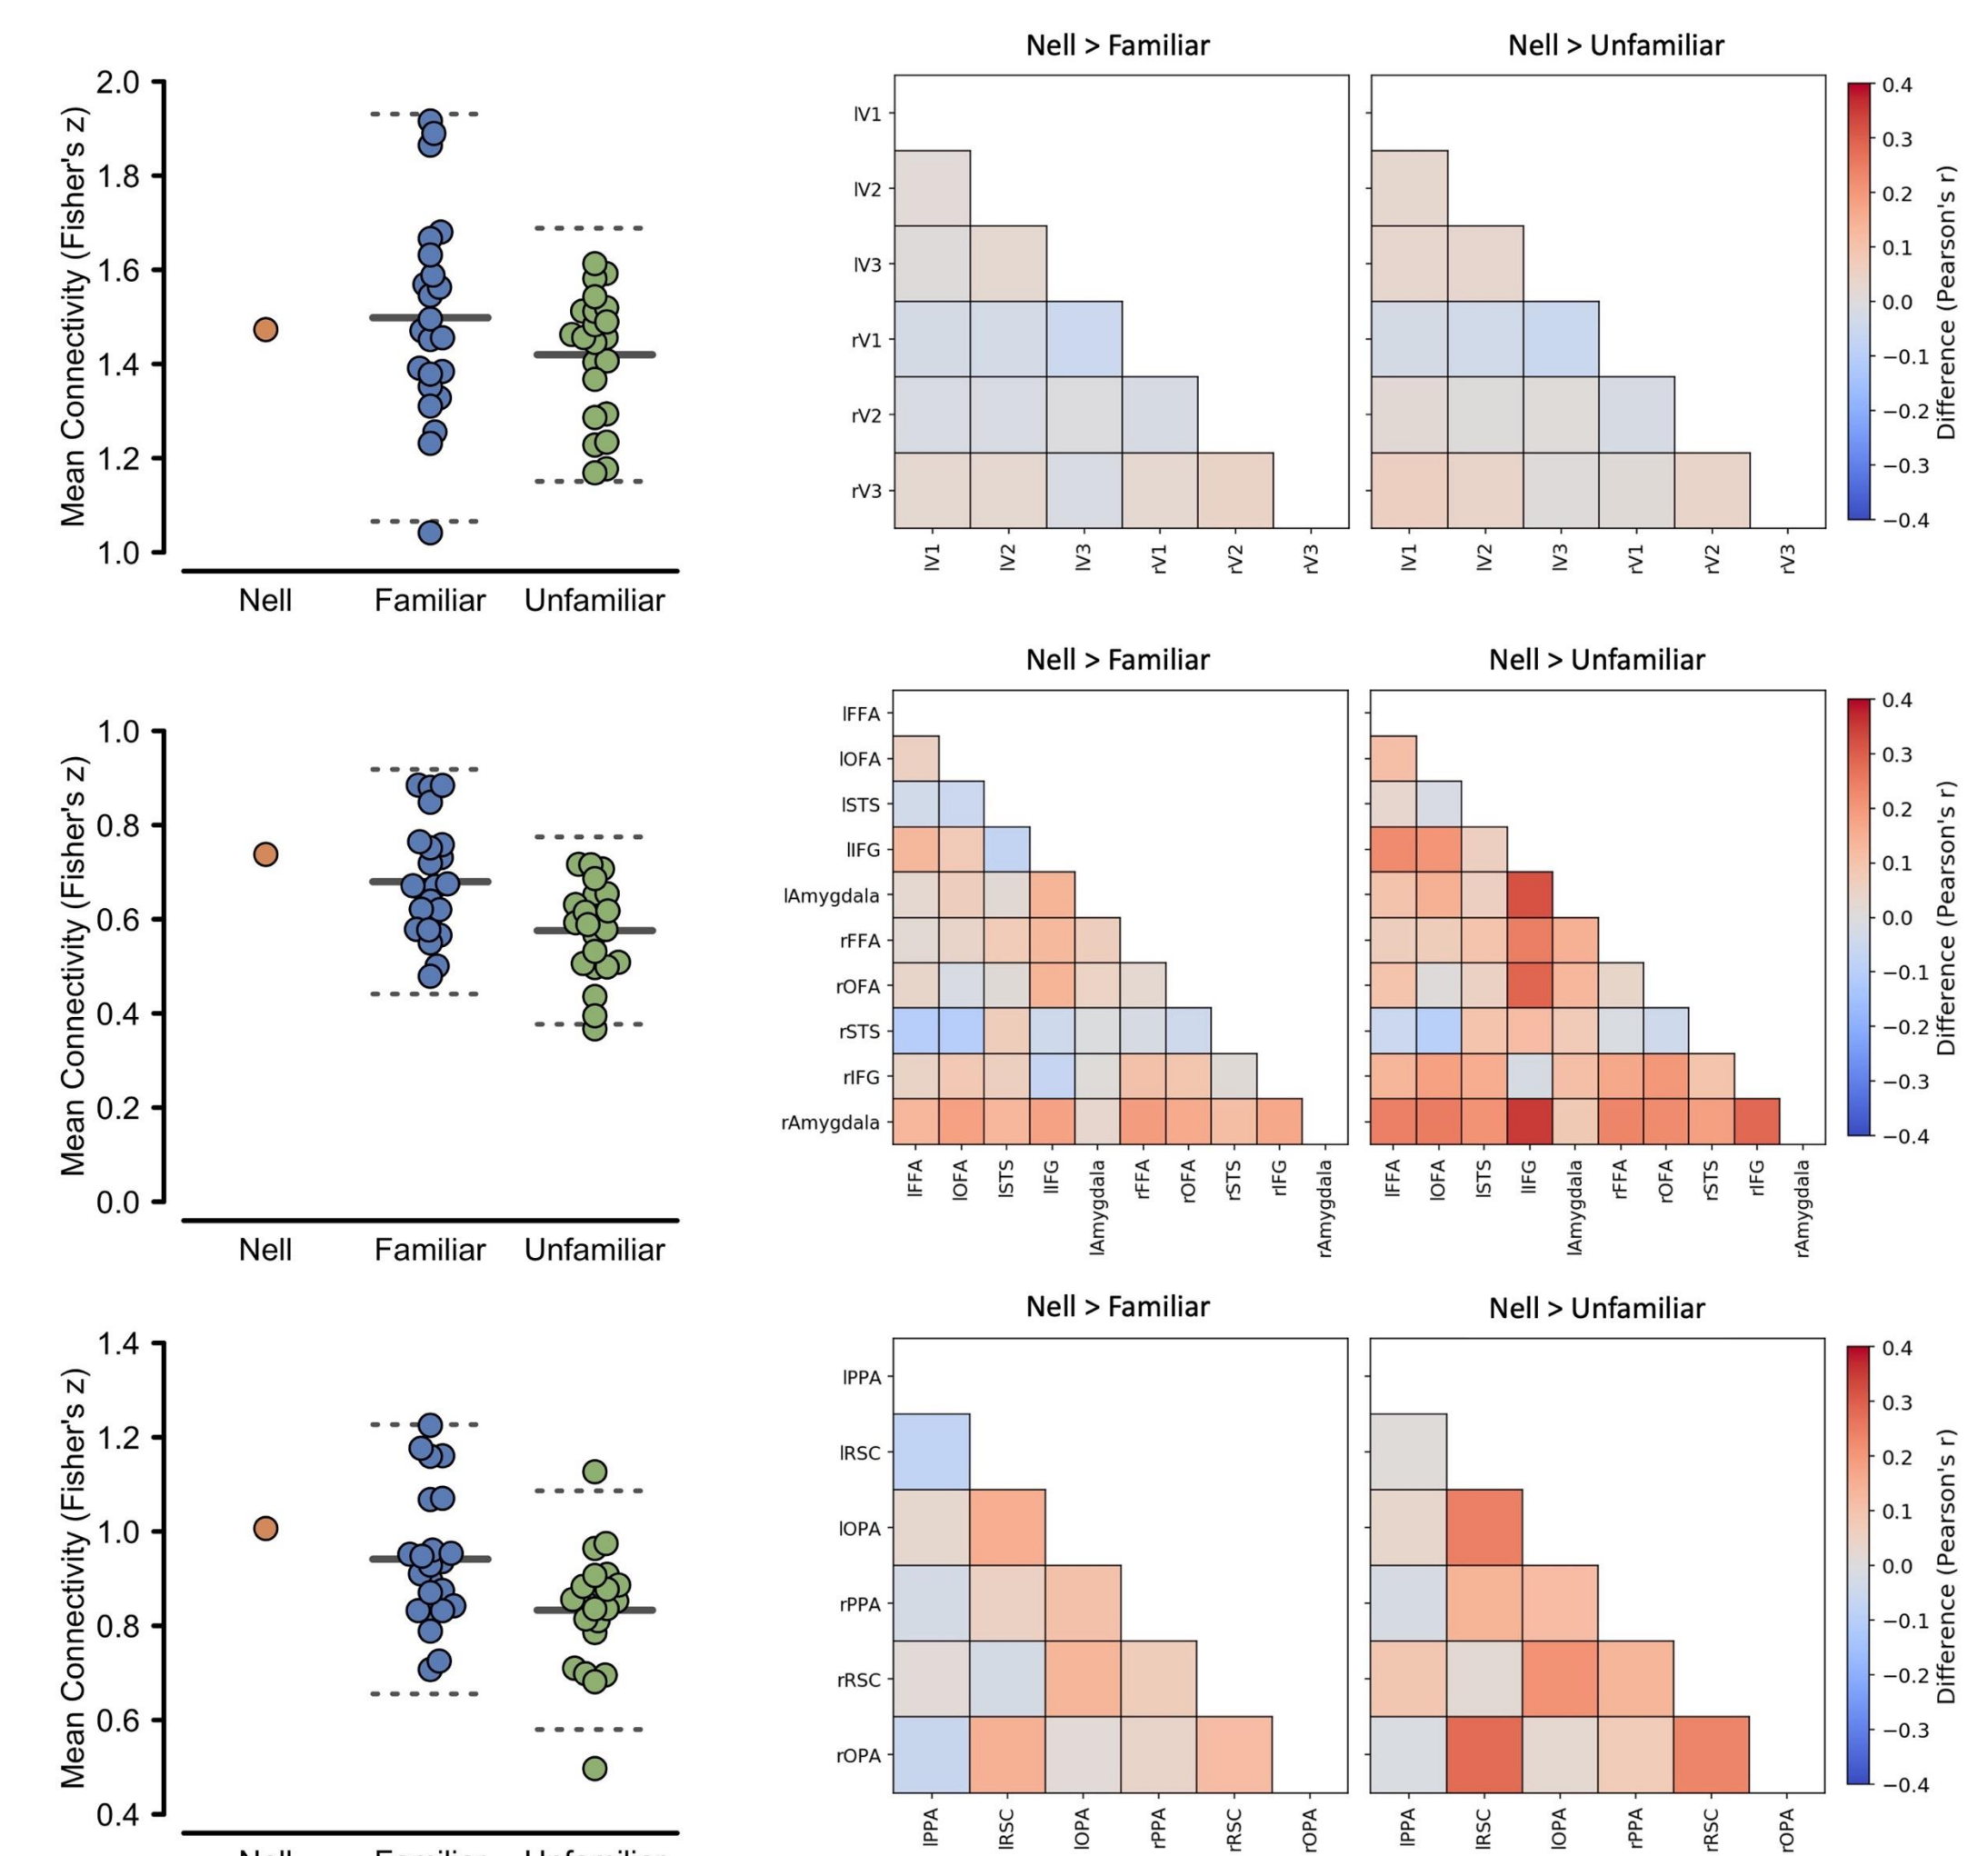 Nell > Familiar
Nell > Unfamiliar
Mean Connectivity (Fisher's z)
2.0
1.8
1.6
1.4
1.2
1.0
Nell
Familiar
Unfamiliar
lV1
lV2
lV3
rV1
rV2
rV3
lV1
lV2
lV3
rV1
rV2
rV3
lV1
lV2
lV3
rV1
rV2
rV3
0.4
0.3
0.2
0.1
0.0
−0.1
−0.2
−0.3
−0.4
Difference (Pearson's r)
Nell > Familiar
Nell > Unfamiliar
Mean Connectivity (Fisher's z)
1.0
0.8
0.6
0.4
0.2
0.0
Nell
Familiar
Unfamiliar
lFFA
lOFA
lSTS
lIFG
lAmygdala
rFFA
rOFA
rSTS
rIFG
rAmygdala
lFFA
lOFA
lSTS
lIFG
lAmygdala
rFFA
rOFA
rSTS
rIFG
rAmygdala
lFFA
lOFA
lSTS
lIFG
lAmygdala
rFFA
rOFA
rSTS
rIFG
rAmygdala
0.4
0.3
0.2
0.1
0.0
−0.1
−0.2
−0.3
−0.4
Difference (Pearson's r)
Nell > Familiar
Nell > Unfamiliar
Mean Connectivity (Fisher's z)
1.4
1.2
1.0
0.8
0.6
0.4
Nell
Familiar
Unfamiliar
lPPA
lRSC
lOPA
rPPA
rRSC
rOPA
lPPA
lRSC
lOPA
rPPA
rRSC
rOPA
lPPA
lRSC
lOPA
rPPA
rRSC
rOPA
0.4
0.3
0.2
0.1
0.0
−0.1
−0.2
−0.3
−0.4
Difference (Pearson's r)